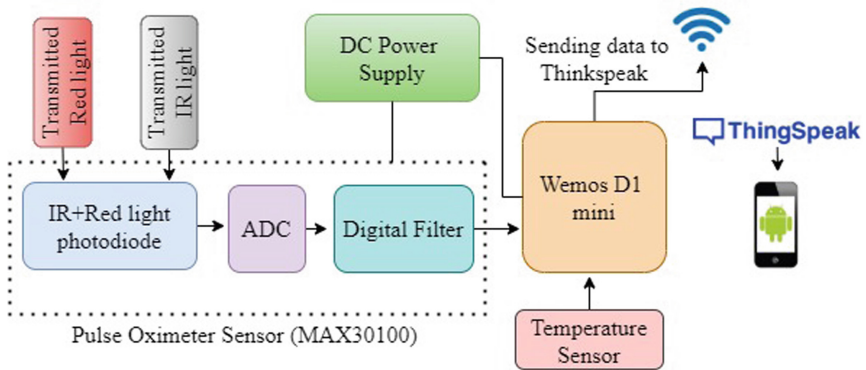 Transmitted
Red light
Transmitted
IR light
DC Power
Supply
Sending data to
Thinkspeak
ThingSpeak
IR+Red light
photodiode
ADC
Digital Filter
Wemos D1
mini
Pulse Oximeter Sensor (MAX30100)
Temperature
Sensor